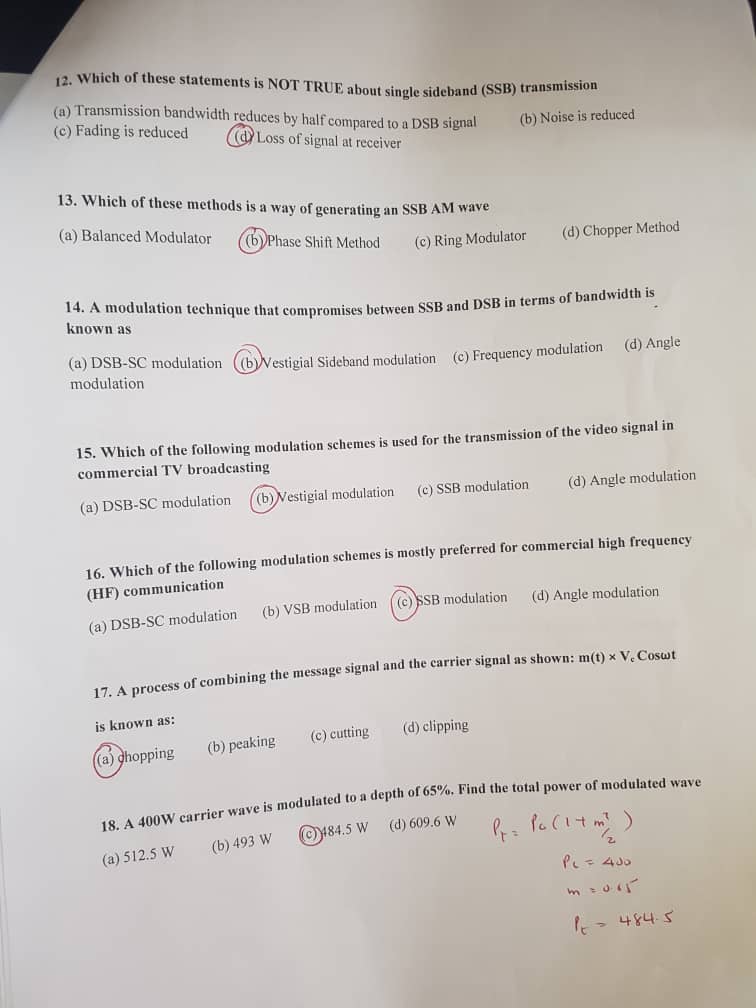 12. Which of these statements is NOT TRUE about single sideband (SSB) transmission
(a) Transmission bandwidth reduces by half compared to a DSB signal (b) Noise is reduced
(c) Fading is reduced (d) Loss of signal at receiver
13. Which of these methods is a way of generating an SSB AM wave
(a) Balanced Modulator (b) Phase Shift Method (c) Ring Modulator (d) Chopper Method
14. A modulation technique that compromises between SSB and DSB in terms of bandwidth is
known as
(a) DSB-SC modulation (b) Vestigial Sideband modulation (c) Frequency modulation (d) Angle
modulation
15. Which of the following modulation schemes is used for the transmission of the video signal in
commercial TV broadcasting
(a) DSB-SC modulation (b) Vestigial modulation (c) SSB modulation (d) Angle modulation
16. Which of the following modulation schemes is mostly preferred for commercial high frequency
(HF) communication
(a) DSB-SC modulation (b) VSB modulation (c) SSB modulation (d) Angle modulation
17. A process of combining the message signal and the carrier signal as shown: m(t) × Vc Cosωt
is known as:
(a) chopping (b) peaking (c) cutting (d) clipping
18. A 400W carrier wave is modulated to a depth of 65%. Find the total power of modulated wave
(a) 512.5 W (b) 493 W (c) 484.5 W (d) 609.6 W
Pt = Pc (1 + m²/2)
Pc = 400
m = 0.65
Pt = 484.5